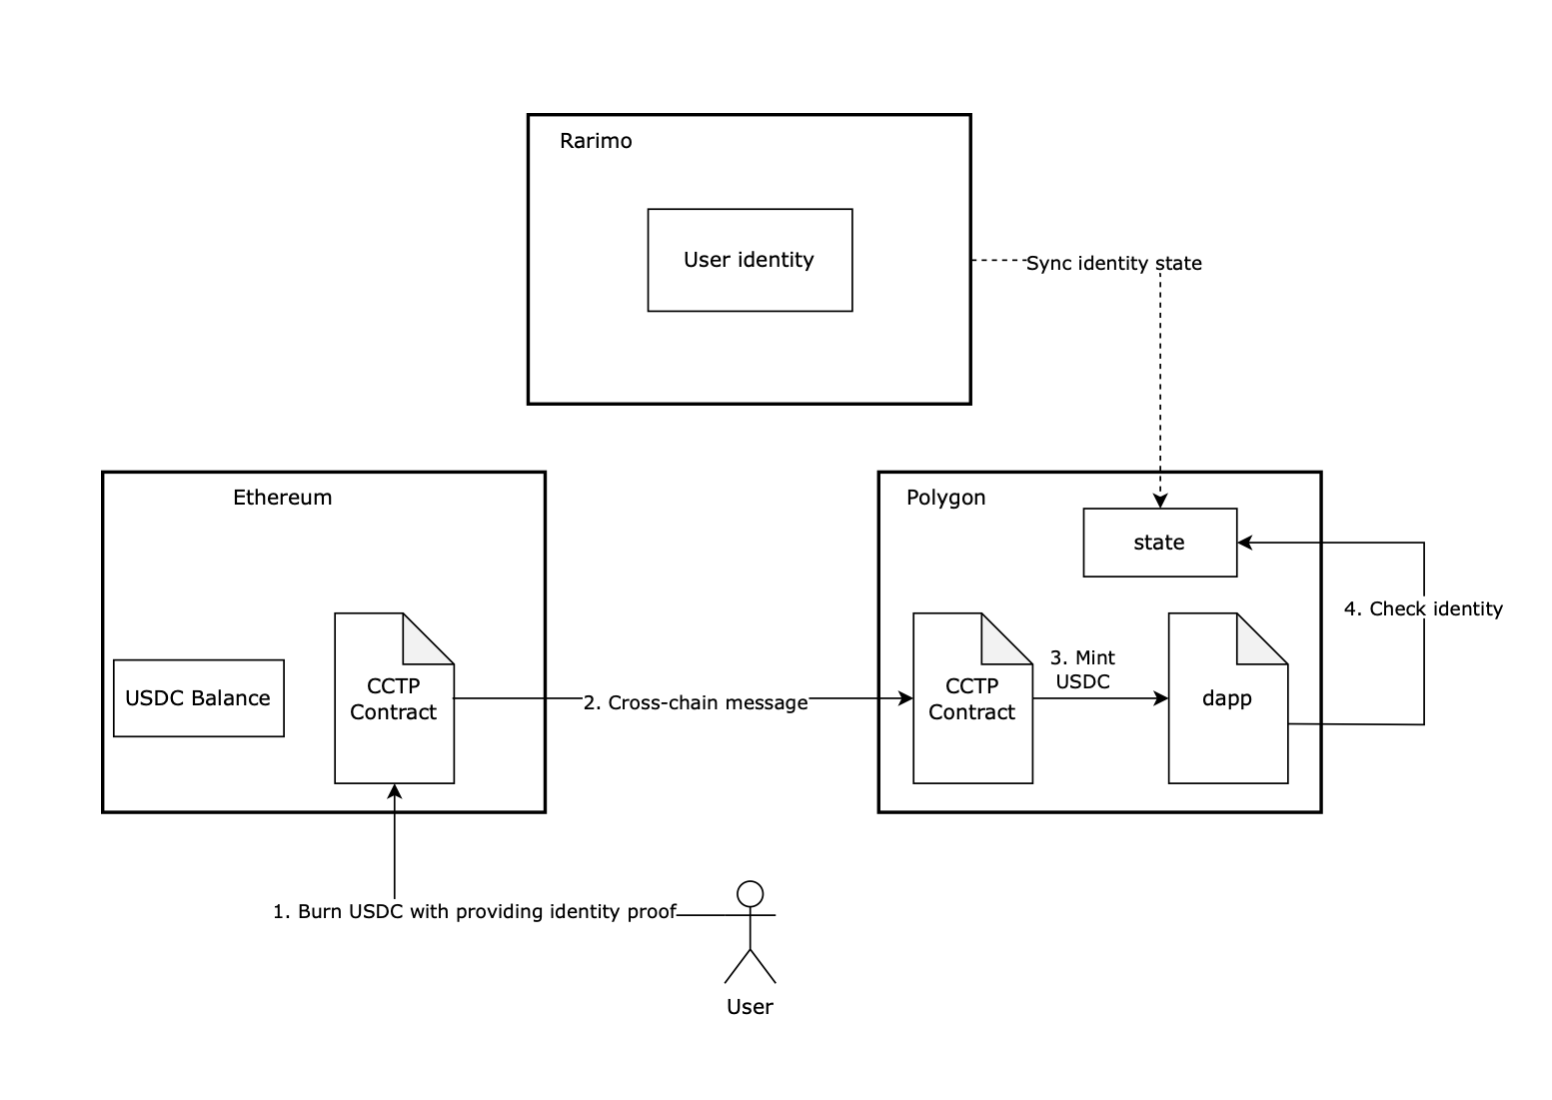 Rarimo
User identity
Sync identity state
Ethereum
Polygon
state
4. Check identity
USDC Balance
CCTP
Contract
2. Cross-chain message
CCTP
Contract
3. Mint
USDC
dapp
1. Burn USDC with providing identity proof
User